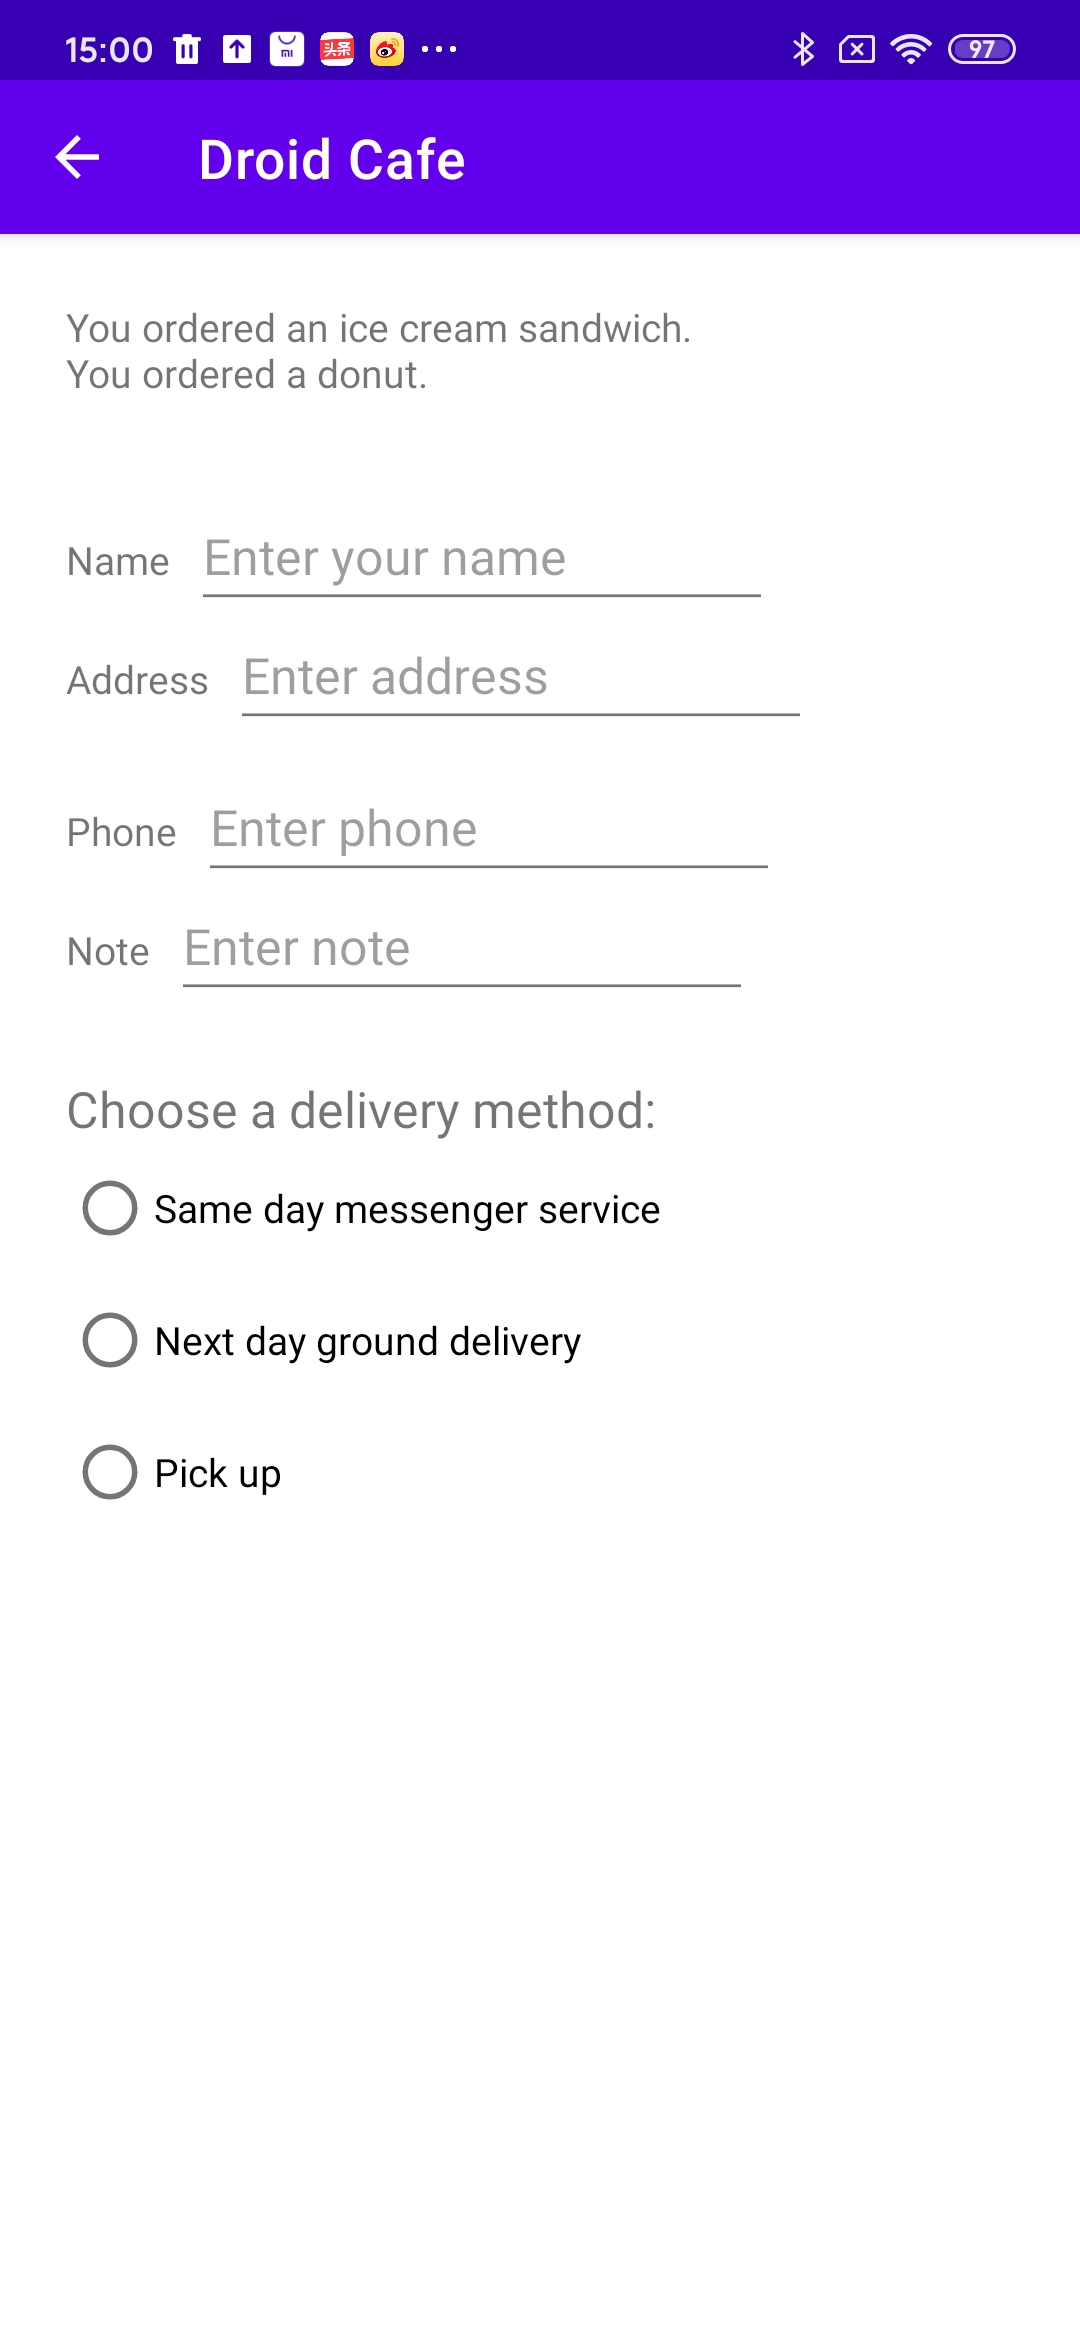 15:00
mi
头条
97
Droid Cafe
You ordered an ice cream sandwich.
You ordered a donut.
Name Enter your name
Address Enter address
Phone Enter phone
Note Enter note
Choose a delivery method:
Same day messenger service
Next day ground delivery
Pick up